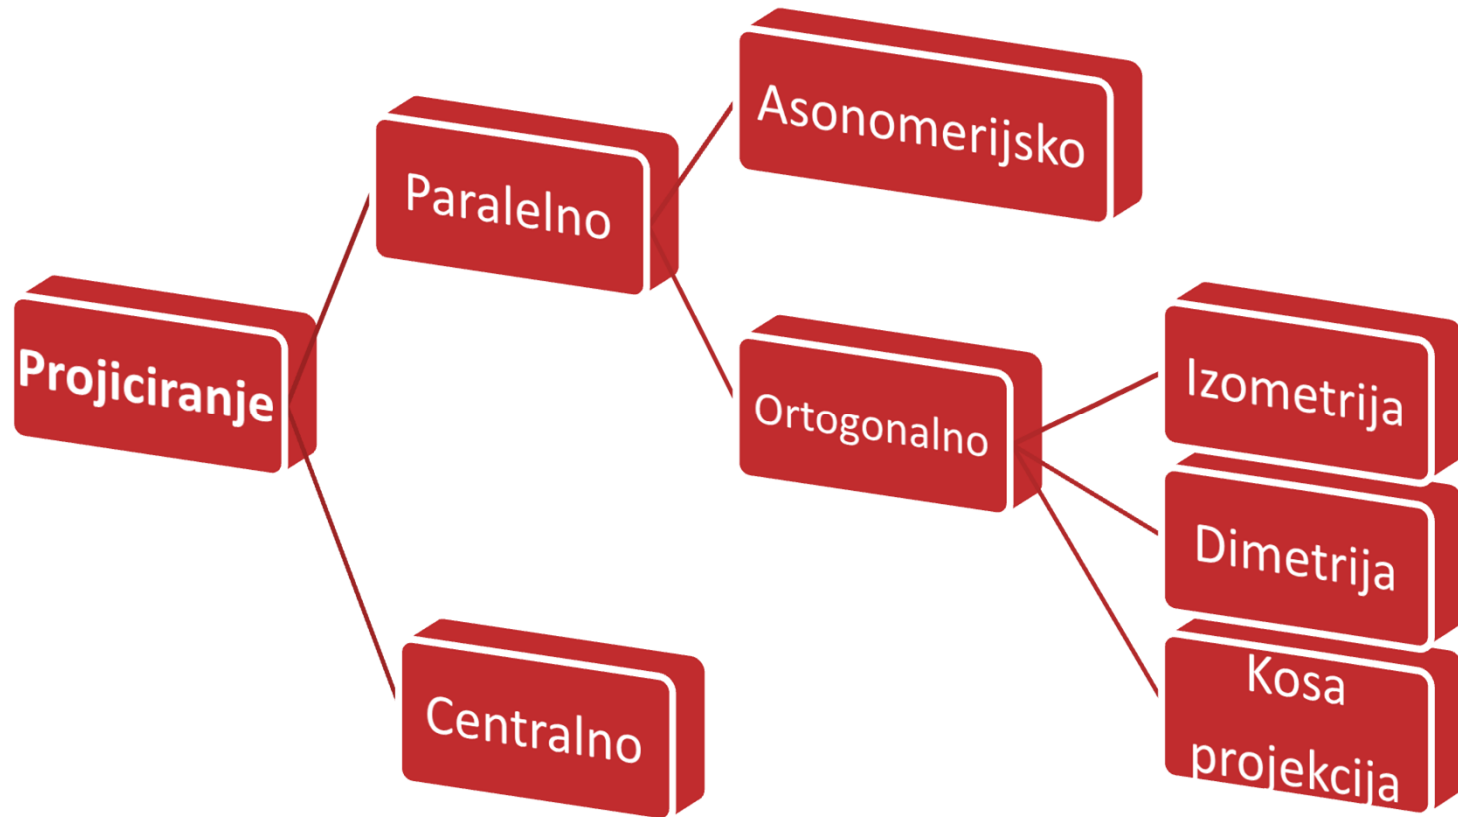 Projiciranje
Paralelno
Asonomerijsko
Ortogonalno
Izometrija
Dimetrija
Kosa
projekcija
Centralno